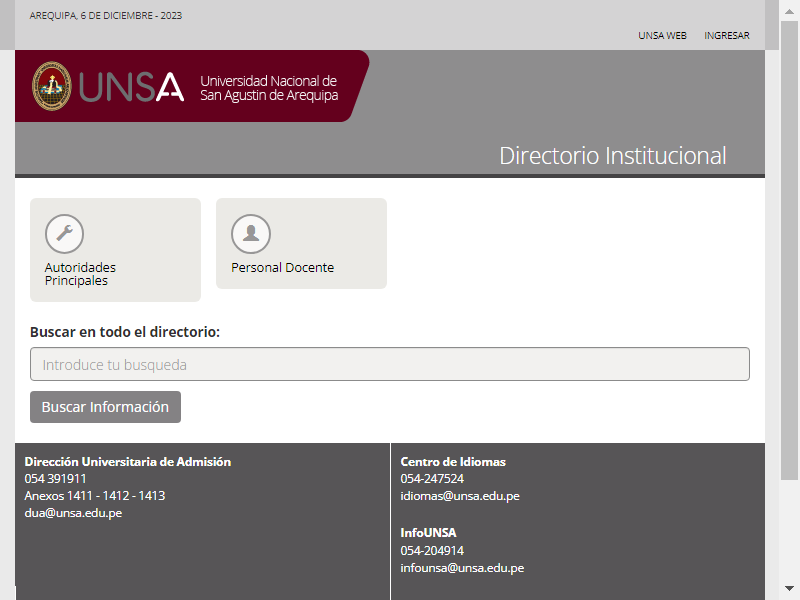 AREQUIPA, 6 DE DICIEMBRE - 2023
UNSA WEB INGRESAR
UNSA
Universidad Nacional de
San Agustin de Arequipa
Directorio Institucional
Autoridades
Principales
Personal Docente
Buscar en todo el directorio:
Introduce tu busqueda
Buscar Información
Dirección Universitaria de Admisión
054 391911
Anexos 1411 - 1412 - 1413
dua@unsa.edu.pe
Centro de Idiomas
054-247524
idiomas@unsa.edu.pe
InfoUNSA
054-204914
infounsa@unsa.edu.pe